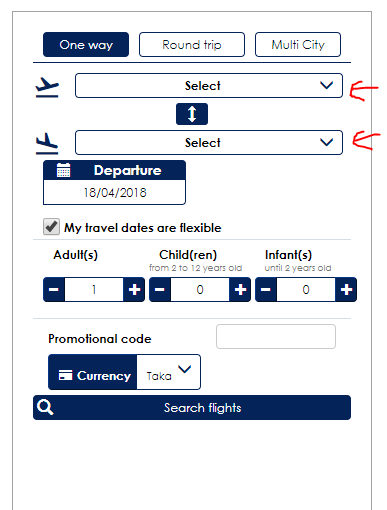 One way Round trip Multi City
Select
Select
Departure
18/04/2018
My travel dates are flexible
Adult(s) Child(ren) Infant(s)
from 2 to 12 years old until 2 years old
1 0 0
Promotional code
Currency Taka
Search flights